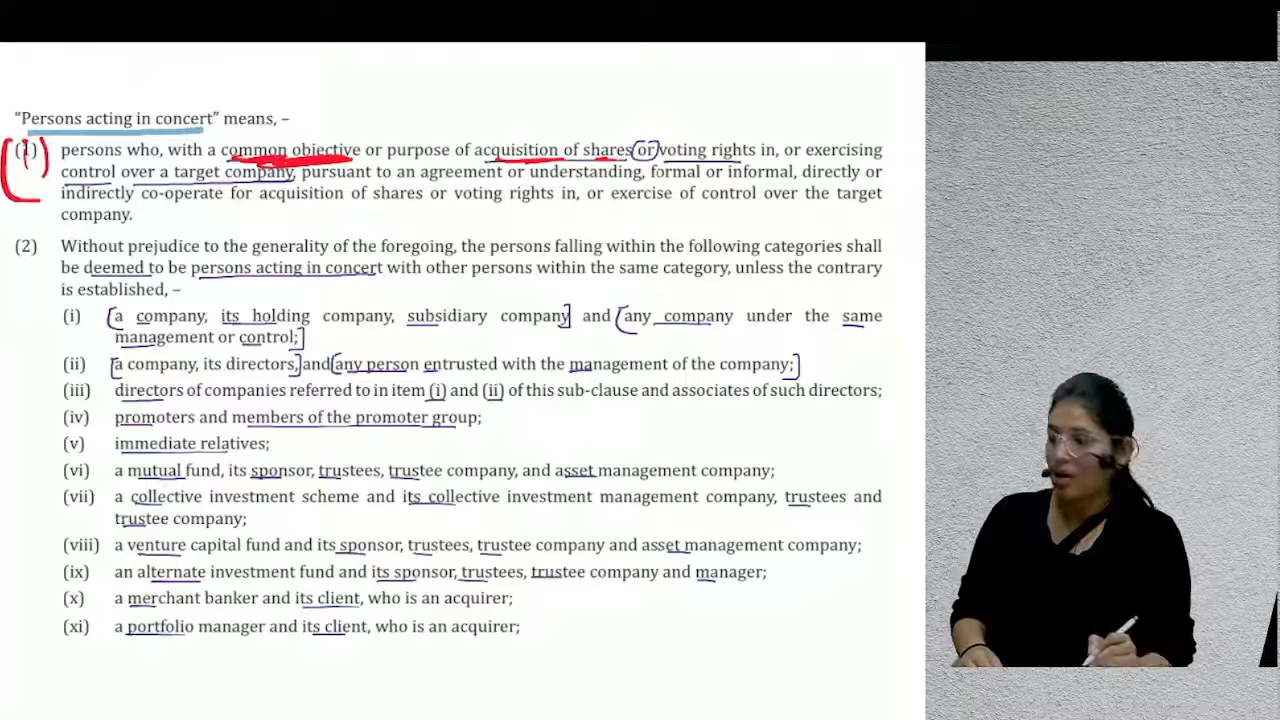 “Persons acting in concert” means, –
(1) persons who, with a common objective or purpose of acquisition of shares or voting rights in, or exercising
control over a target company, pursuant to an agreement or understanding, formal or informal, directly or
indirectly co-operate for acquisition of shares or voting rights in, or exercise of control over the target
company.
(2) Without prejudice to the generality of the foregoing, the persons falling within the following categories shall
be deemed to be persons acting in concert with other persons within the same category, unless the contrary
is established, –
(i) a company, its holding company, subsidiary company and any company under the same
management or control;
(ii) a company, its directors, and any person entrusted with the management of the company;
(iii) directors of companies referred to in item (i) and (ii) of this sub-clause and associates of such directors;
(iv) promoters and members of the promoter group;
(v) immediate relatives;
(vi) a mutual fund, its sponsor, trustees, trustee company, and asset management company;
(vii) a collective investment scheme and its collective investment management company, trustees and
trustee company;
(viii) a venture capital fund and its sponsor, trustees, trustee company and asset management company;
(ix) an alternate investment fund and its sponsor, trustees, trustee company and manager;
(x) a merchant banker and its client, who is an acquirer;
(xi) a portfolio manager and its client, who is an acquirer;